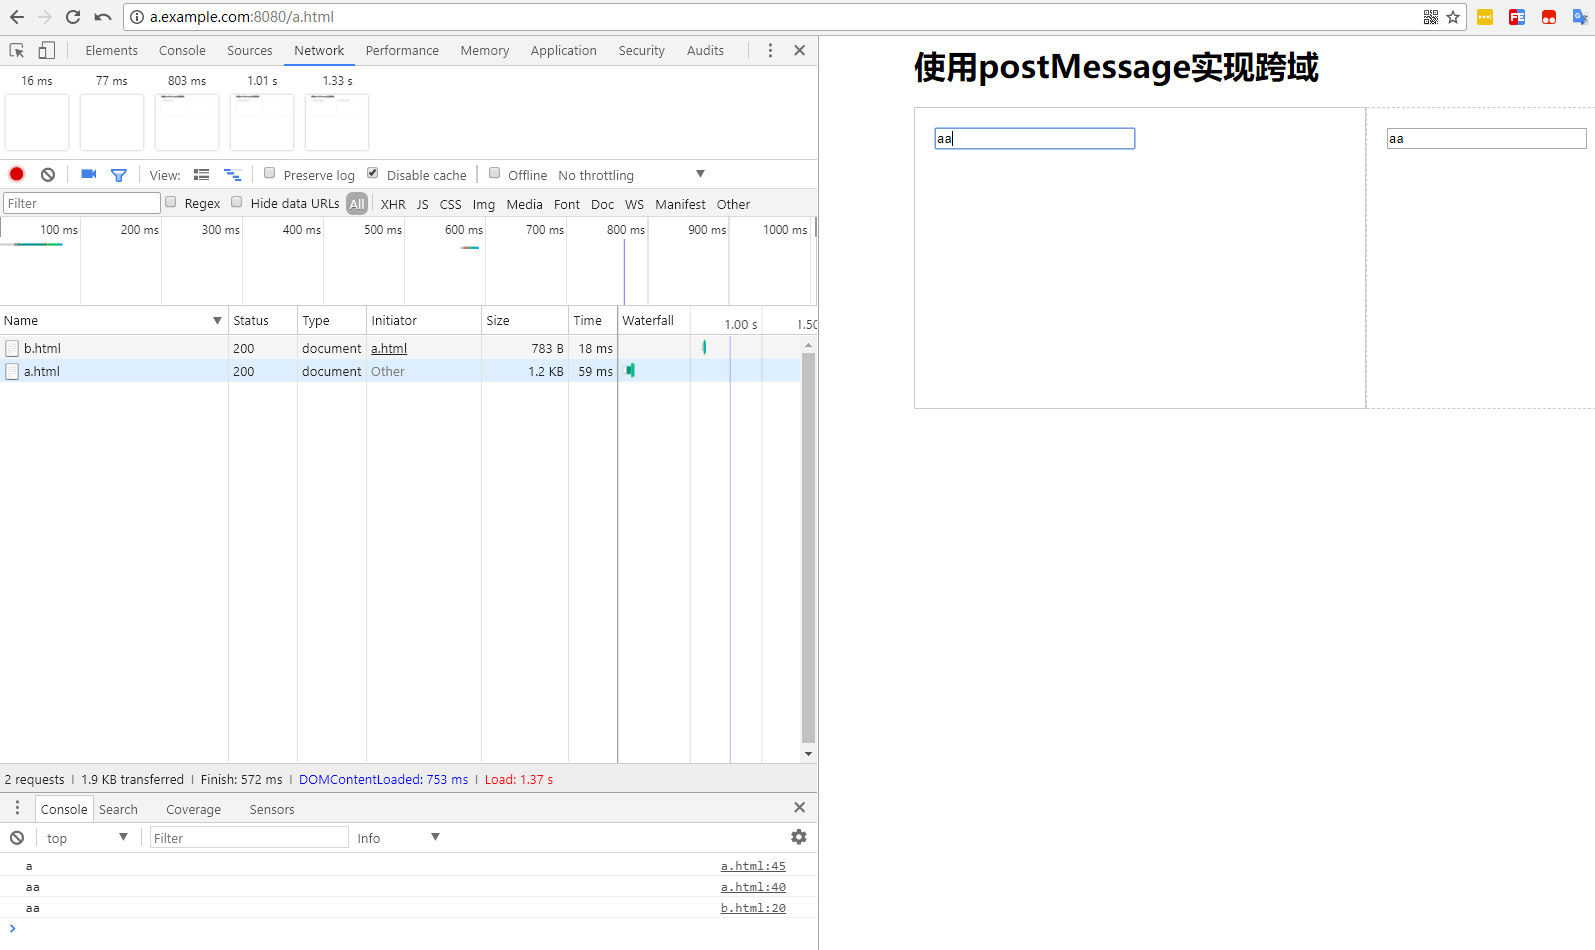 a.example.com:8080/a.html
Elements Console Sources Network Performance Memory Application Security Audits
16 ms 77 ms 803 ms 1.01 s 1.33 s
View: Preserve log Disable cache Offline No throttling
Filter Regex Hide data URLs All XHR JS CSS Img Media Font Doc WS Manifest Other
100 ms 200 ms 300 ms 400 ms 500 ms 600 ms 700 ms 800 ms 900 ms 1000 ms
Name Status Type Initiator Size Time Waterfall 1.00 s 1.50
b.html 200 document a.html 783 B 18 ms
a.html 200 document Other 1.2 KB 59 ms
2 requests | 1.9 KB transferred | Finish: 572 ms | DOMContentLoaded: 753 ms | Load: 1.37 s
Console Search Coverage Sensors
top Filter Info
a a.html:45
aa a.html:40
aa b.html:20
使用postMessage实现跨域
aa
aa